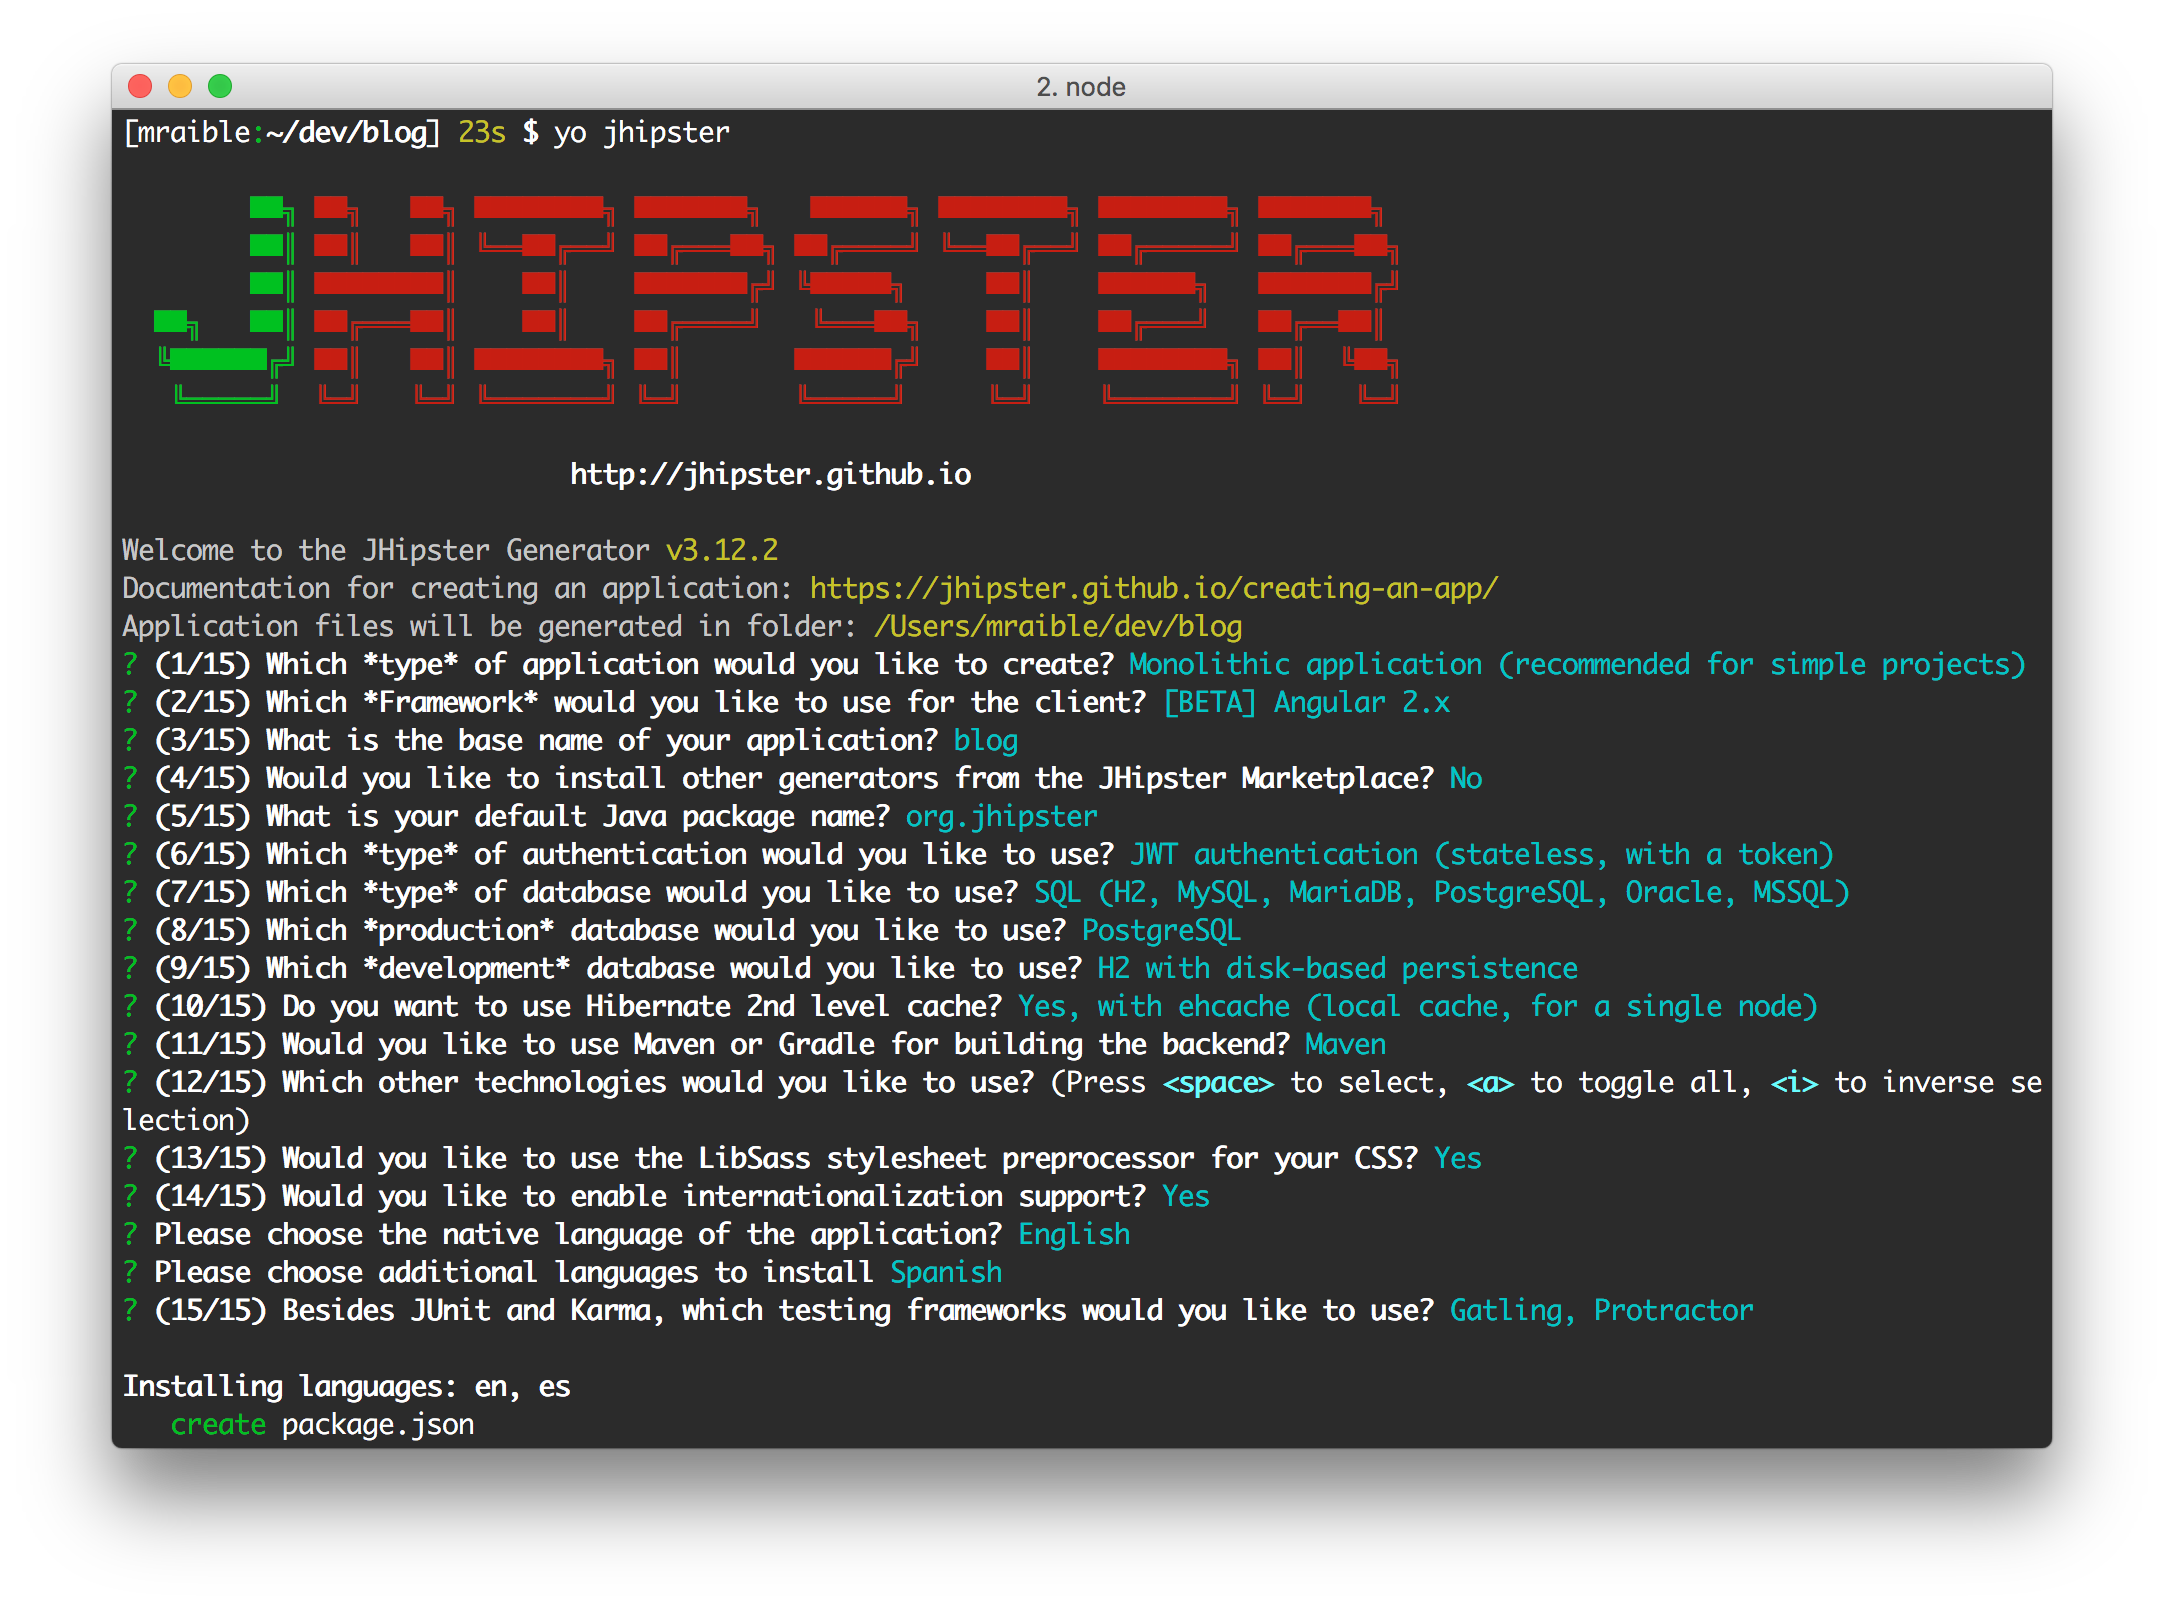 2. node
[mraible:~/dev/blog] 23s $ yo jhipster
JHIPSTER
http://jhipster.github.io
Welcome to the JHipster Generator v3.12.2
Documentation for creating an application: https://jhipster.github.io/creating-an-app/
Application files will be generated in folder: /Users/mraible/dev/blog
? (1/15) Which *type* of application would you like to create? Monolithic application (recommended for simple projects)
? (2/15) Which *Framework* would you like to use for the client? [BETA] Angular 2.x
? (3/15) What is the base name of your application? blog
? (4/15) Would you like to install other generators from the JHipster Marketplace? No
? (5/15) What is your default Java package name? org.jhipster
? (6/15) Which *type* of authentication would you like to use? JWT authentication (stateless, with a token)
? (7/15) Which *type* of database would you like to use? SQL (H2, MySQL, MariaDB, PostgreSQL, Oracle, MSSQL)
? (8/15) Which *production* database would you like to use? PostgreSQL
? (9/15) Which *development* database would you like to use? H2 with disk-based persistence
? (10/15) Do you want to use Hibernate 2nd level cache? Yes, with ehcache (local cache, for a single node)
? (11/15) Would you like to use Maven or Gradle for building the backend? Maven
? (12/15) Which other technologies would you like to use? (Press <space> to select, <a> to toggle all, <i> to inverse se
lection)
? (13/15) Would you like to use the LibSass stylesheet preprocessor for your CSS? Yes
? (14/15) Would you like to enable internationalization support? Yes
? Please choose the native language of the application? English
? Please choose additional languages to install Spanish
? (15/15) Besides JUnit and Karma, which testing frameworks would you like to use? Gatling, Protractor
Installing languages: en, es
create package.json